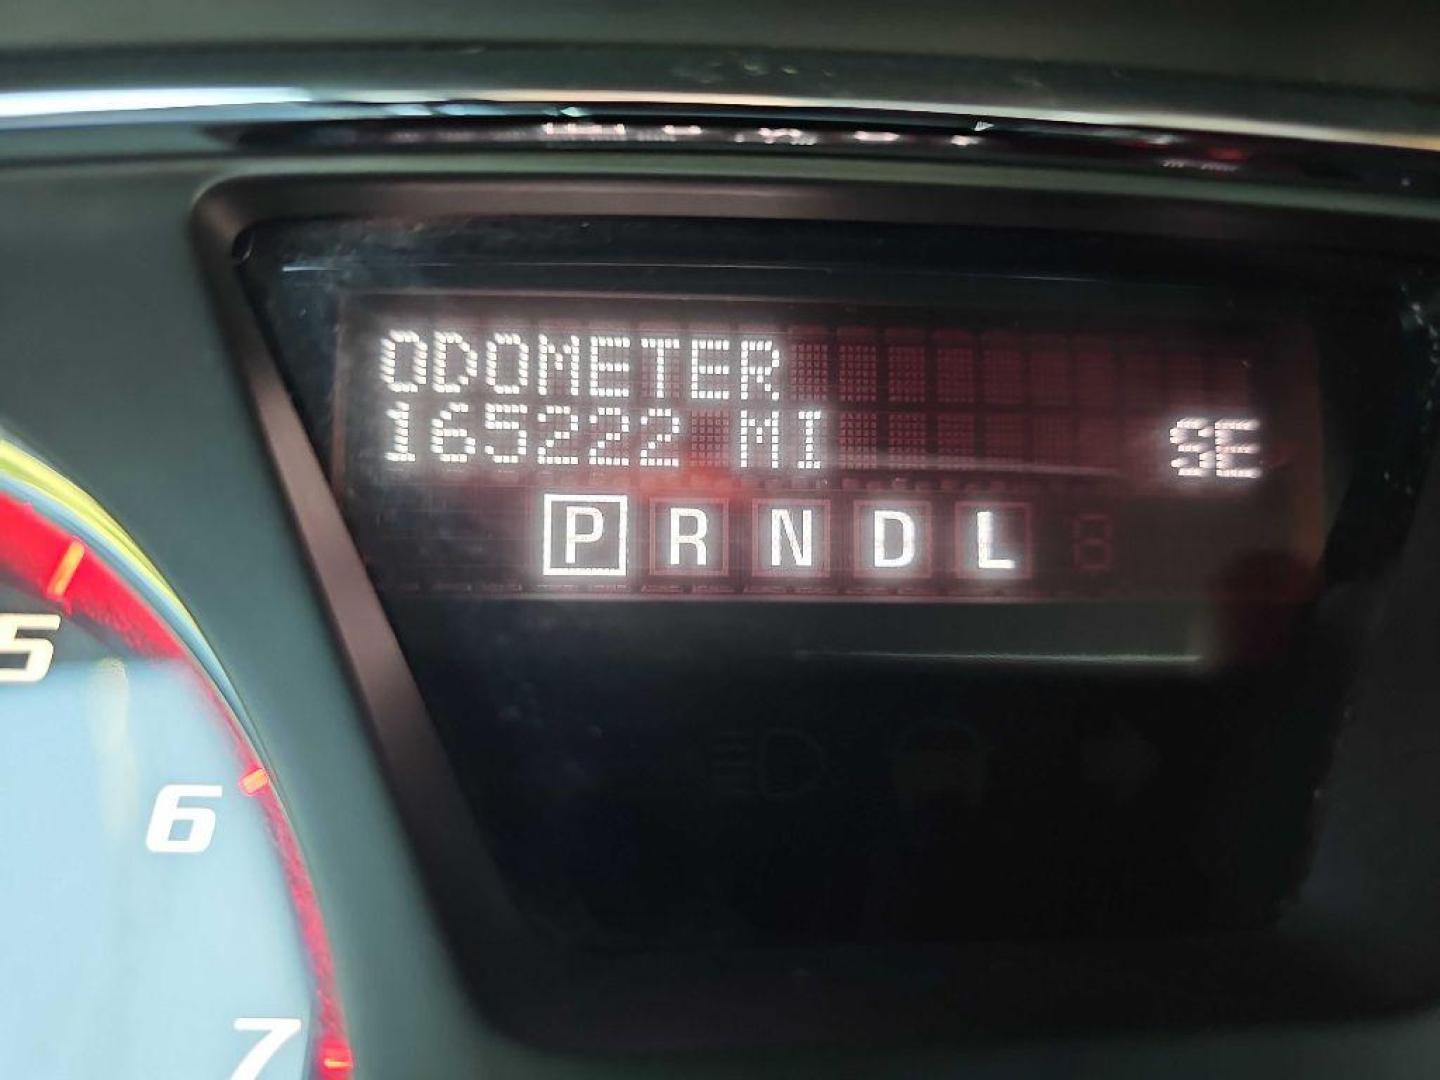 ODOMETER
165222 MI SE
P R N D L
5
6
7